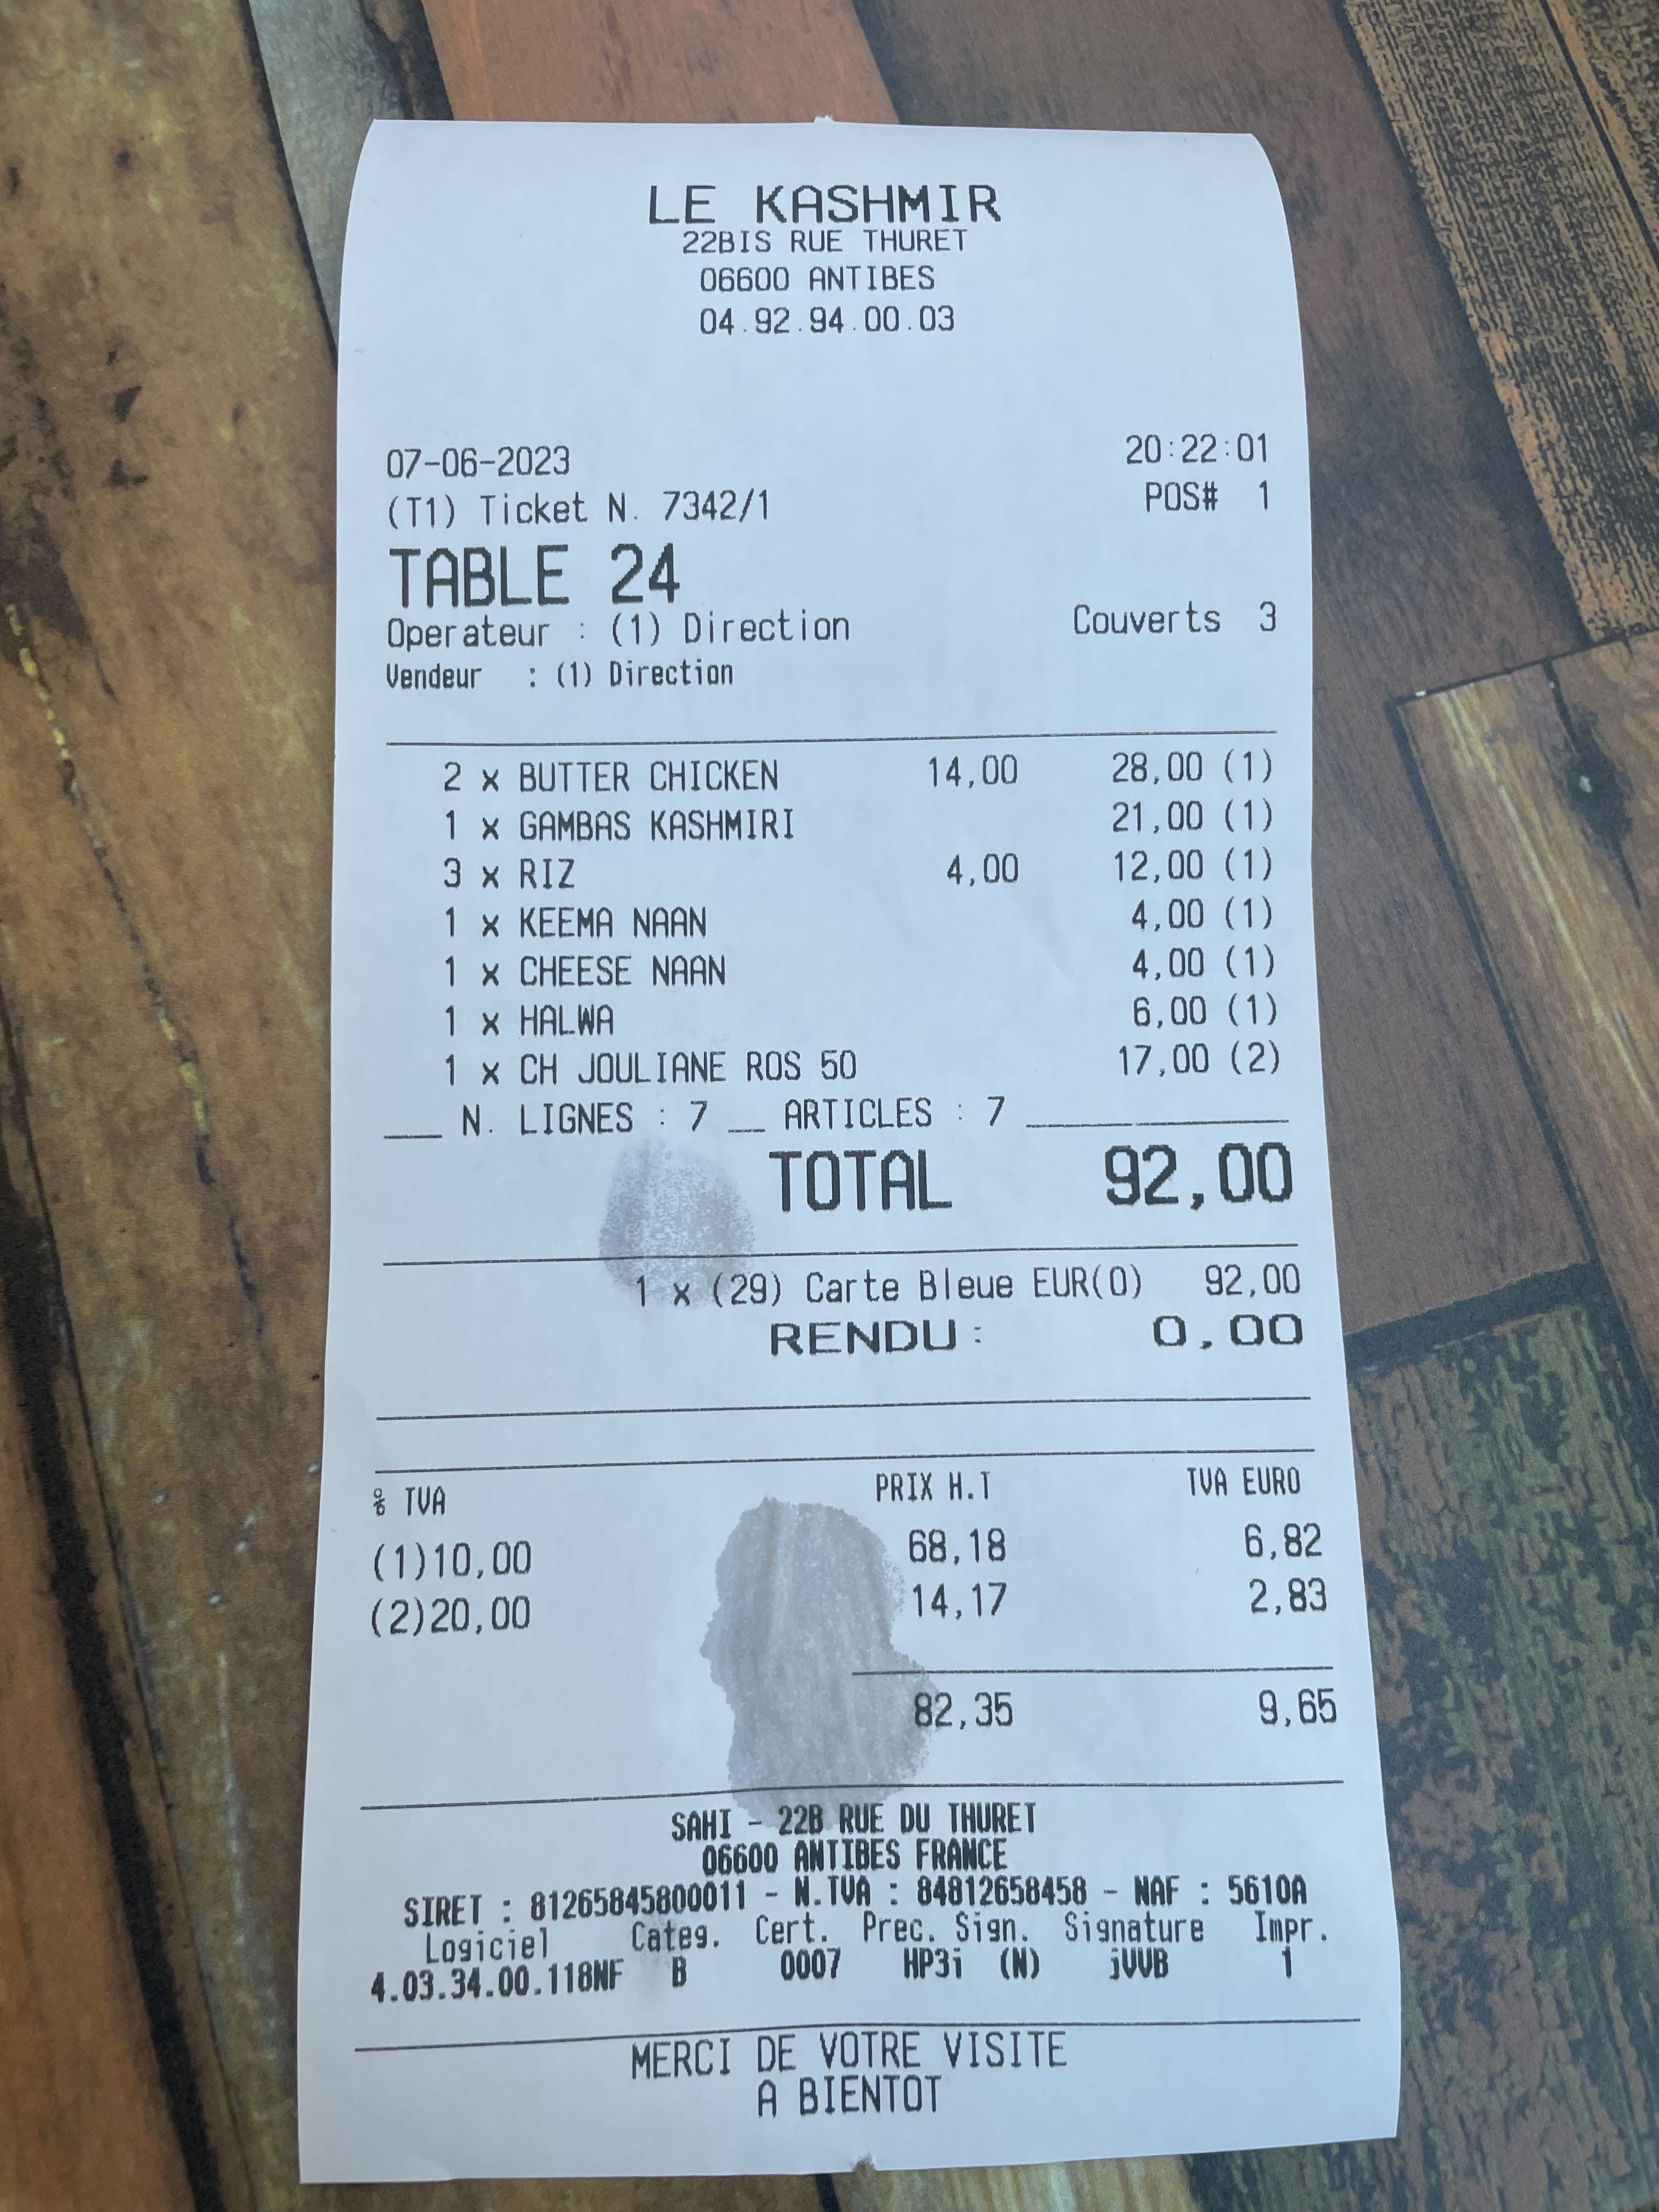 LE KASHMIR
22BIS RUE THURET
06600 ANTIBES
04.92.94.00.03
07-06-2023 20:22:01
(T1) Ticket N. 7342/1 POS# 1
TABLE 24
Operateur : (1) Direction Couverts 3
Vendeur : (1) Direction
2 x BUTTER CHICKEN 14,00 28,00 (1)
1 x GAMBAS KASHMIRI 21,00 (1)
3 x RIZ 4,00 12,00 (1)
1 x KEEMA NAAN 4,00 (1)
1 x CHEESE NAAN 4,00 (1)
1 x HALWA 6,00 (1)
1 x CH JOULIANE ROS 50 17,00 (2)
N. LIGNES : 7 __ ARTICLES : 7
TOTAL 92,00
1 x (29) Carte Bleue EUR(0) 92,00
RENDU: 0,00
% TVA PRIX H.T TVA EURO
(1)10,00 68,18 6,82
(2)20,00 14,17 2,83
82,35 9,65
SAHI - 22B RUE DU THURET
06600 ANTIBES FRANCE
SIRET : 81265845800011 - N.TVA : 84812658458 - NAF : 5610A
Logiciel Categ. Cert. Prec. Sign. Signature Impr.
4.03.34.00.118NF B 0007 HP3i (N) jVVB 1
MERCI DE VOTRE VISITE
A BIENTOT